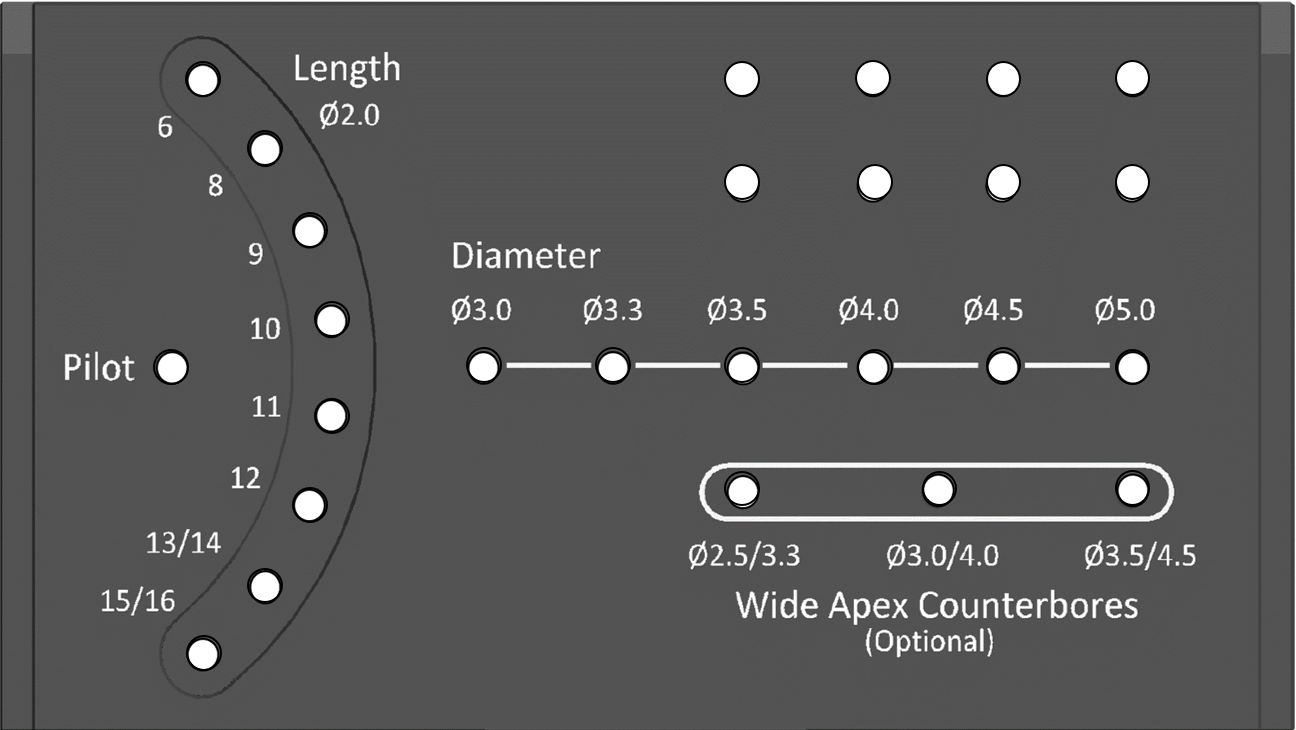 Length
Ø2.0
6
8
9
10
11
12
13/14
15/16
Pilot
Diameter
Ø3.0 Ø3.3 Ø3.5 Ø4.0 Ø4.5 Ø5.0
Ø2.5/3.3 Ø3.0/4.0 Ø3.5/4.5
Wide Apex Counterbores
(Optional)